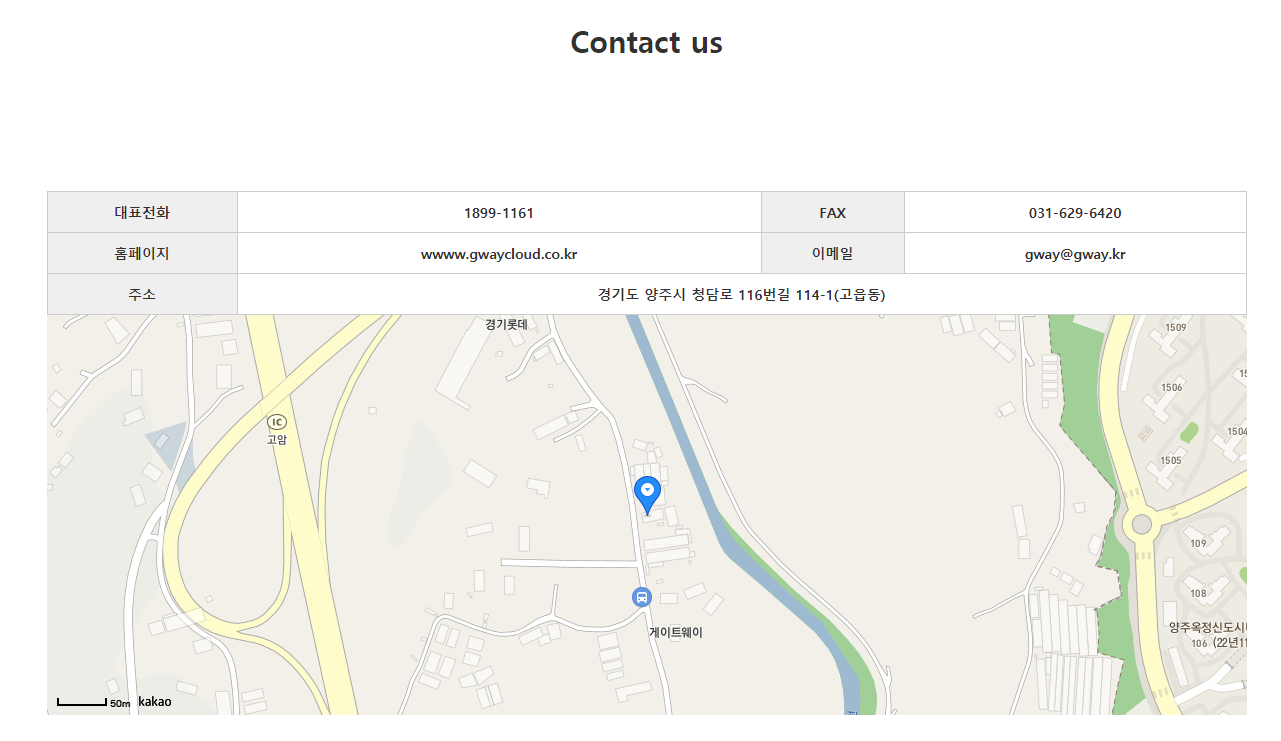 Contact us
대표전화 1899-1161 FAX 031-629-6420
홈페이지 wwww.gwaycloud.co.kr 이메일 gway@gway.kr
주소 경기도 양주시 청담로 116번길 114-1(고읍동)
경기롯데
1509
1506
IC
고암
1504
1505
109
108
게이트웨이
양주옥정신도시
106 (22년11
50m kakao